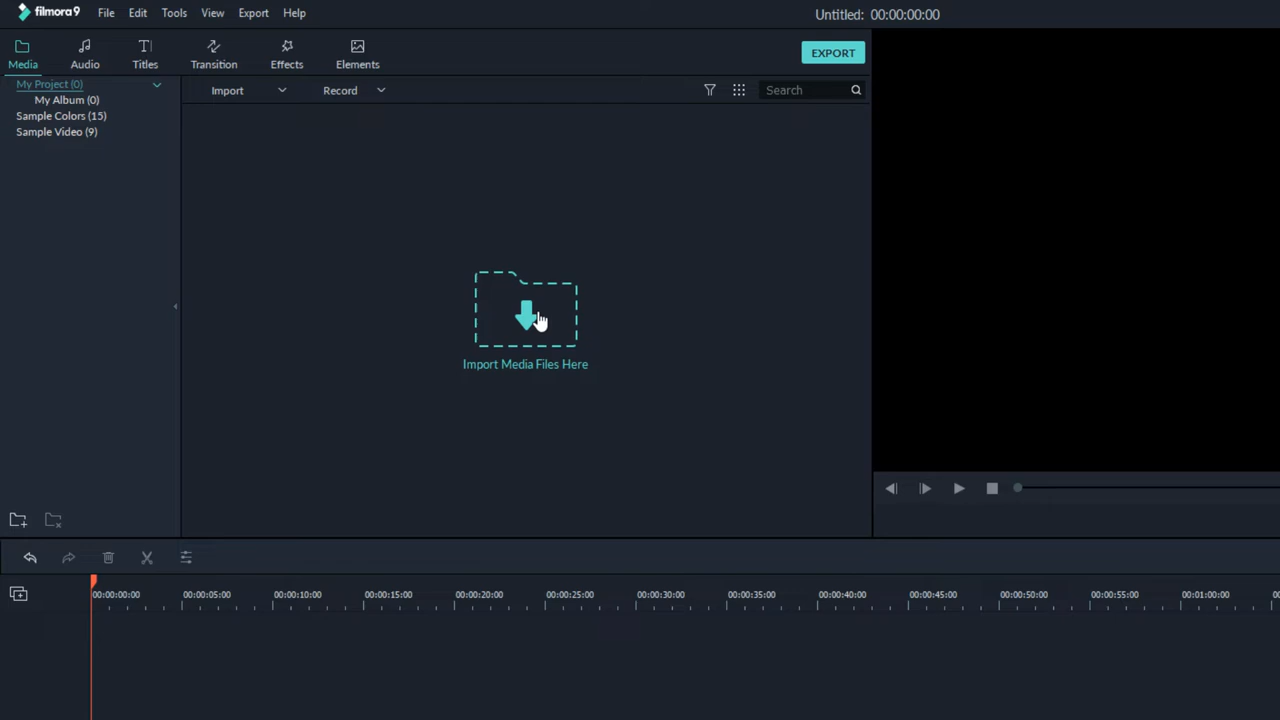 filmora9 File Edit Tools View Export Help
Untitled: 00:00:00:00
Media Audio Titles Transition Effects Elements
EXPORT
My Project (0)
My Album (0)
Sample Colors (15)
Sample Video (9)
Import Record Search
Import Media Files Here
00:00:00:00 00:00:05:00 00:00:10:00 00:00:15:00 00:00:20:00 00:00:25:00 00:00:30:00 00:00:35:00 00:00:40:00 00:00:45:00 00:00:50:00 00:00:55:00 00:01:00:00